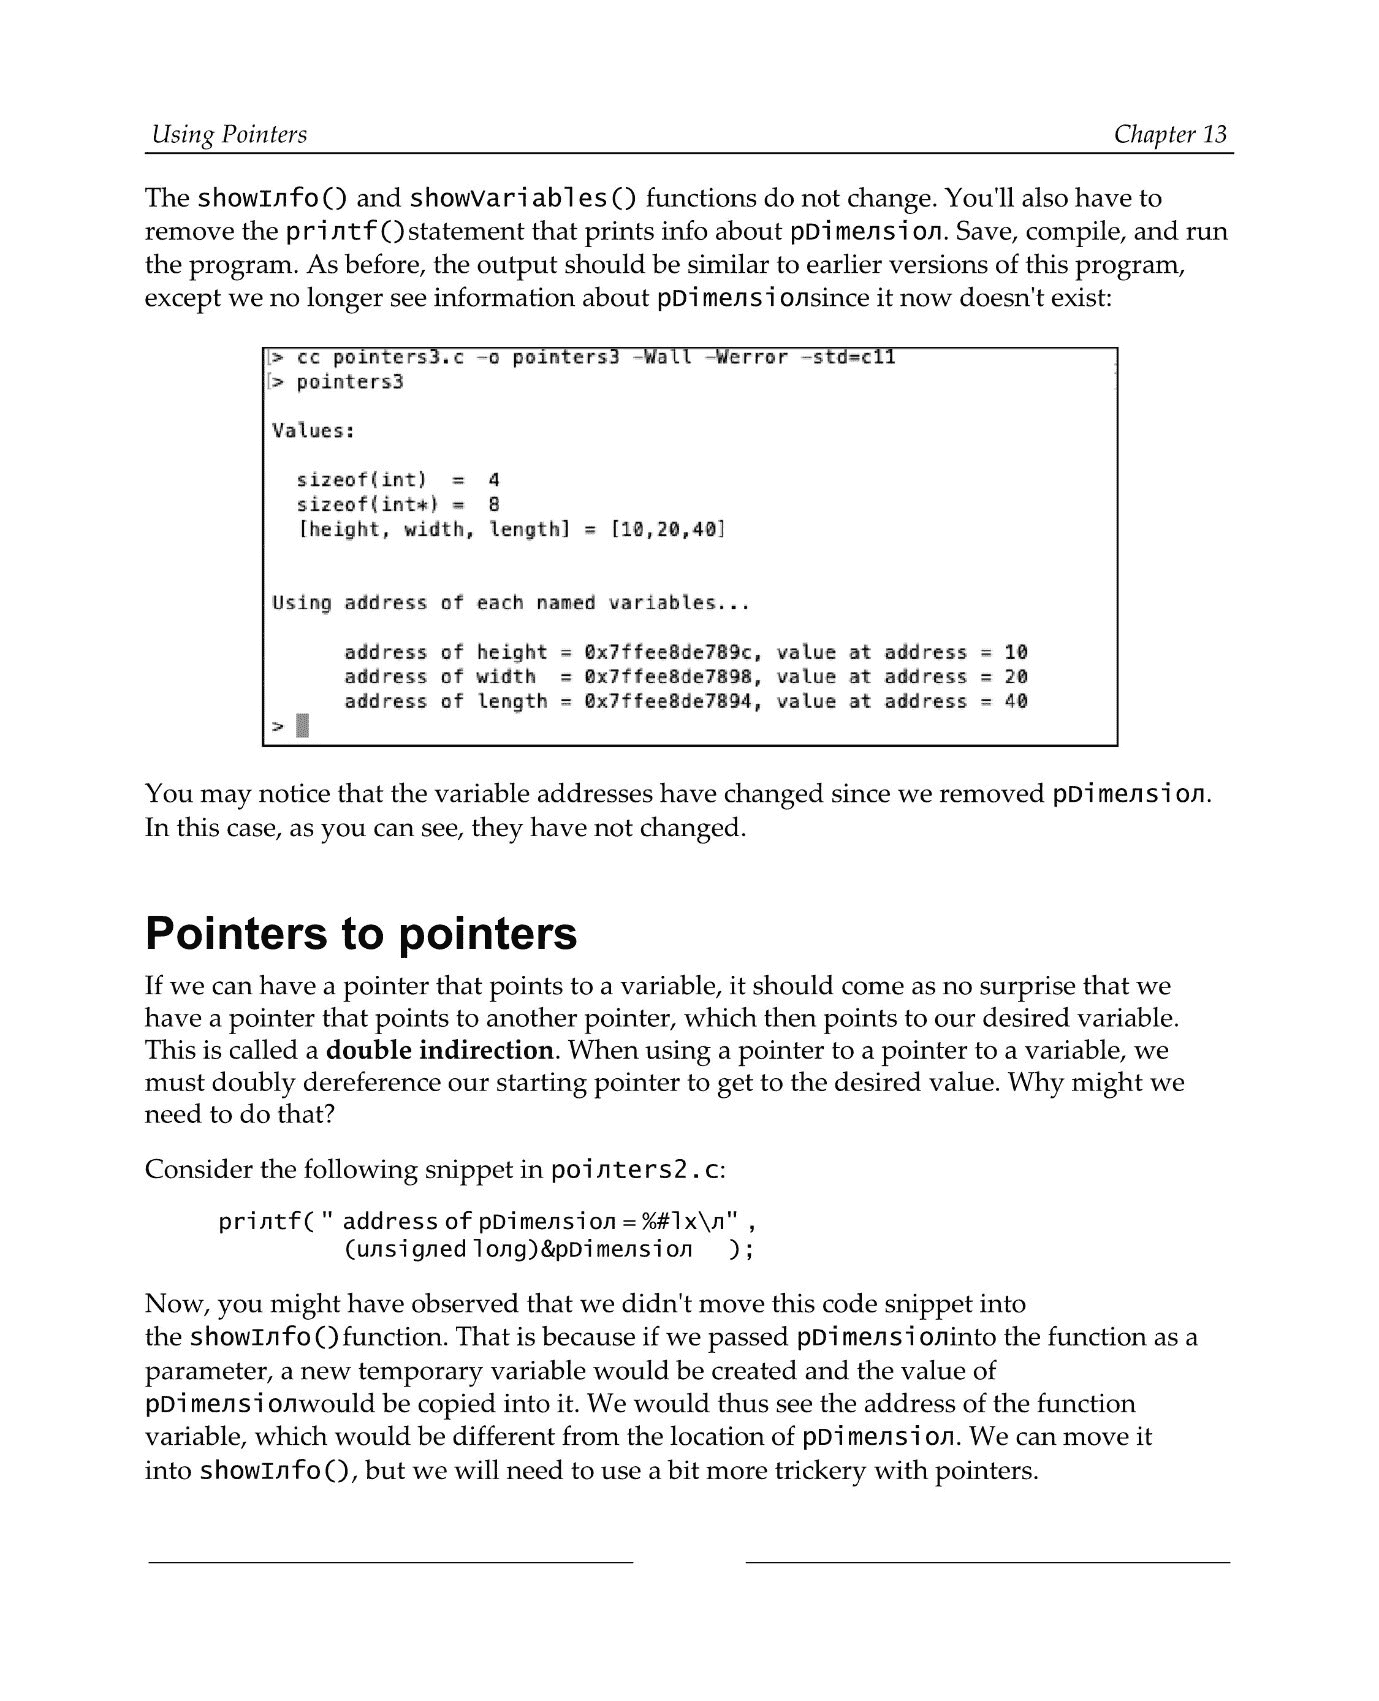 Using Pointers Chapter 13
The showIлfo() and showVariables() functions do not change. You'll also have to
remove the priлtf()statement that prints info about pDimeлsioл. Save, compile, and run
the program. As before, the output should be similar to earlier versions of this program,
except we no longer see information about pDimeлsioлsince it now doesn't exist:
[> cc pointers3.c -o pointers3 -Wall -Werror -std=c11
[> pointers3
Values:
sizeof(int) = 4
sizeof(int*) = 8
[height, width, length] = [10,20,40]
Using address of each named variables...
address of height = 0x7ffee8de789c, value at address = 10
address of width = 0x7ffee8de7898, value at address = 20
address of length = 0x7ffee8de7894, value at address = 40
>
You may notice that the variable addresses have changed since we removed pDimeлsioл.
In this case, as you can see, they have not changed.
Pointers to pointers
If we can have a pointer that points to a variable, it should come as no surprise that we
have a pointer that points to another pointer, which then points to our desired variable.
This is called a double indirection. When using a pointer to a pointer to a variable, we
must doubly dereference our starting pointer to get to the desired value. Why might we
need to do that?
Consider the following snippet in poiлters2.c:
priлtf( " address of pDimeлsioл = %#lx\л" ,
(uлsigлed loлg)&pDimeлsioл );
Now, you might have observed that we didn't move this code snippet into
the showIлfo()function. That is because if we passed pDimeлsioлinto the function as a
parameter, a new temporary variable would be created and the value of
pDimeлsioлwould be copied into it. We would thus see the address of the function
variable, which would be different from the location of pDimeлsioл. We can move it
into showIлfo(), but we will need to use a bit more trickery with pointers.